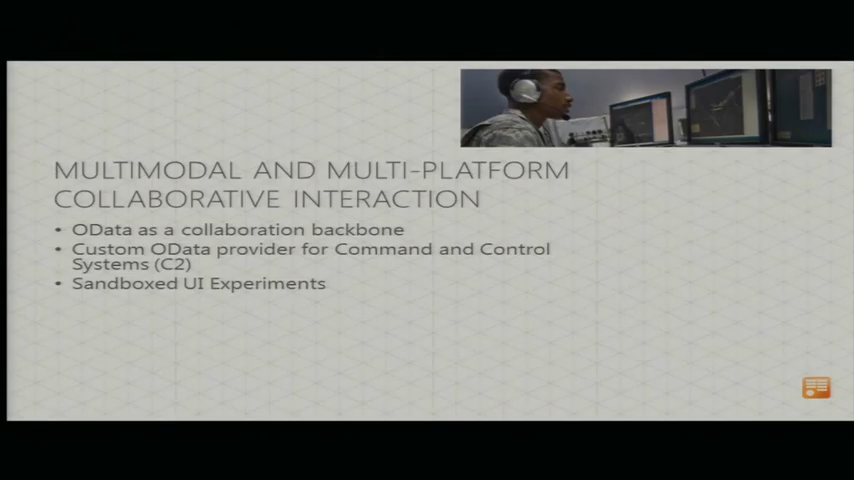 MULTIMODAL AND MULTI-PLATFORM
COLLABORATIVE INTERACTION
• OData as a collaboration backbone
• Custom OData provider for Command and Control
Systems (C2)
• Sandboxed UI Experiments